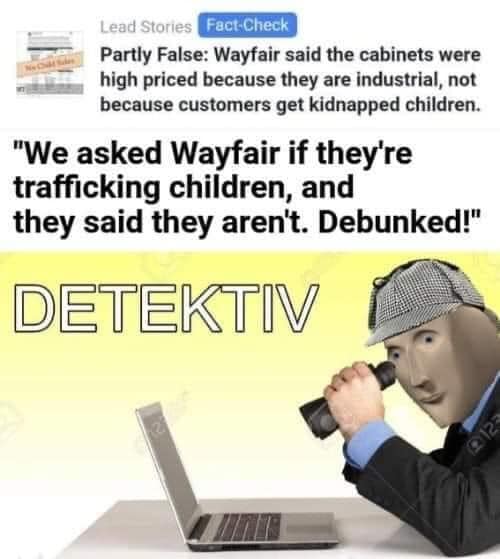 Lead Stories Fact-Check
Partly False: Wayfair said the cabinets were
high priced because they are industrial, not
because customers get kidnapped children.
"We asked Wayfair if they're
trafficking children, and
they said they aren't. Debunked!"
DETEKTIV